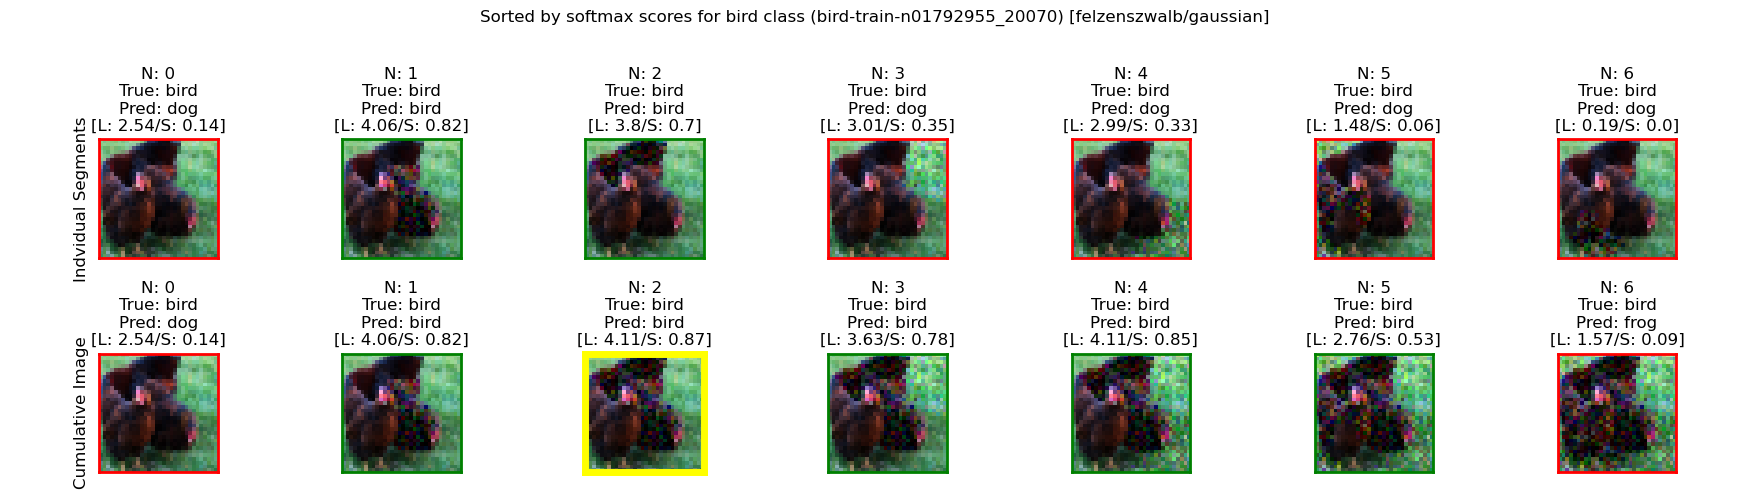 Sorted by softmax scores for bird class (bird-train-n01792955_20070) [felzenszwalb/gaussian]
Indvidual Segments
N: 0
True: bird
Pred: dog
[L: 2.54/S: 0.14]
N: 1
True: bird
Pred: bird
[L: 4.06/S: 0.82]
N: 2
True: bird
Pred: bird
[L: 3.8/S: 0.7]
N: 3
True: bird
Pred: dog
[L: 3.01/S: 0.35]
N: 4
True: bird
Pred: dog
[L: 2.99/S: 0.33]
N: 5
True: bird
Pred: dog
[L: 1.48/S: 0.06]
N: 6
True: bird
Pred: dog
[L: 0.19/S: 0.0]
Cumulative Image
N: 0
True: bird
Pred: dog
[L: 2.54/S: 0.14]
N: 1
True: bird
Pred: bird
[L: 4.06/S: 0.82]
N: 2
True: bird
Pred: bird
[L: 4.11/S: 0.87]
N: 3
True: bird
Pred: bird
[L: 3.63/S: 0.78]
N: 4
True: bird
Pred: bird
[L: 4.11/S: 0.85]
N: 5
True: bird
Pred: bird
[L: 2.76/S: 0.53]
N: 6
True: bird
Pred: frog
[L: 1.57/S: 0.09]